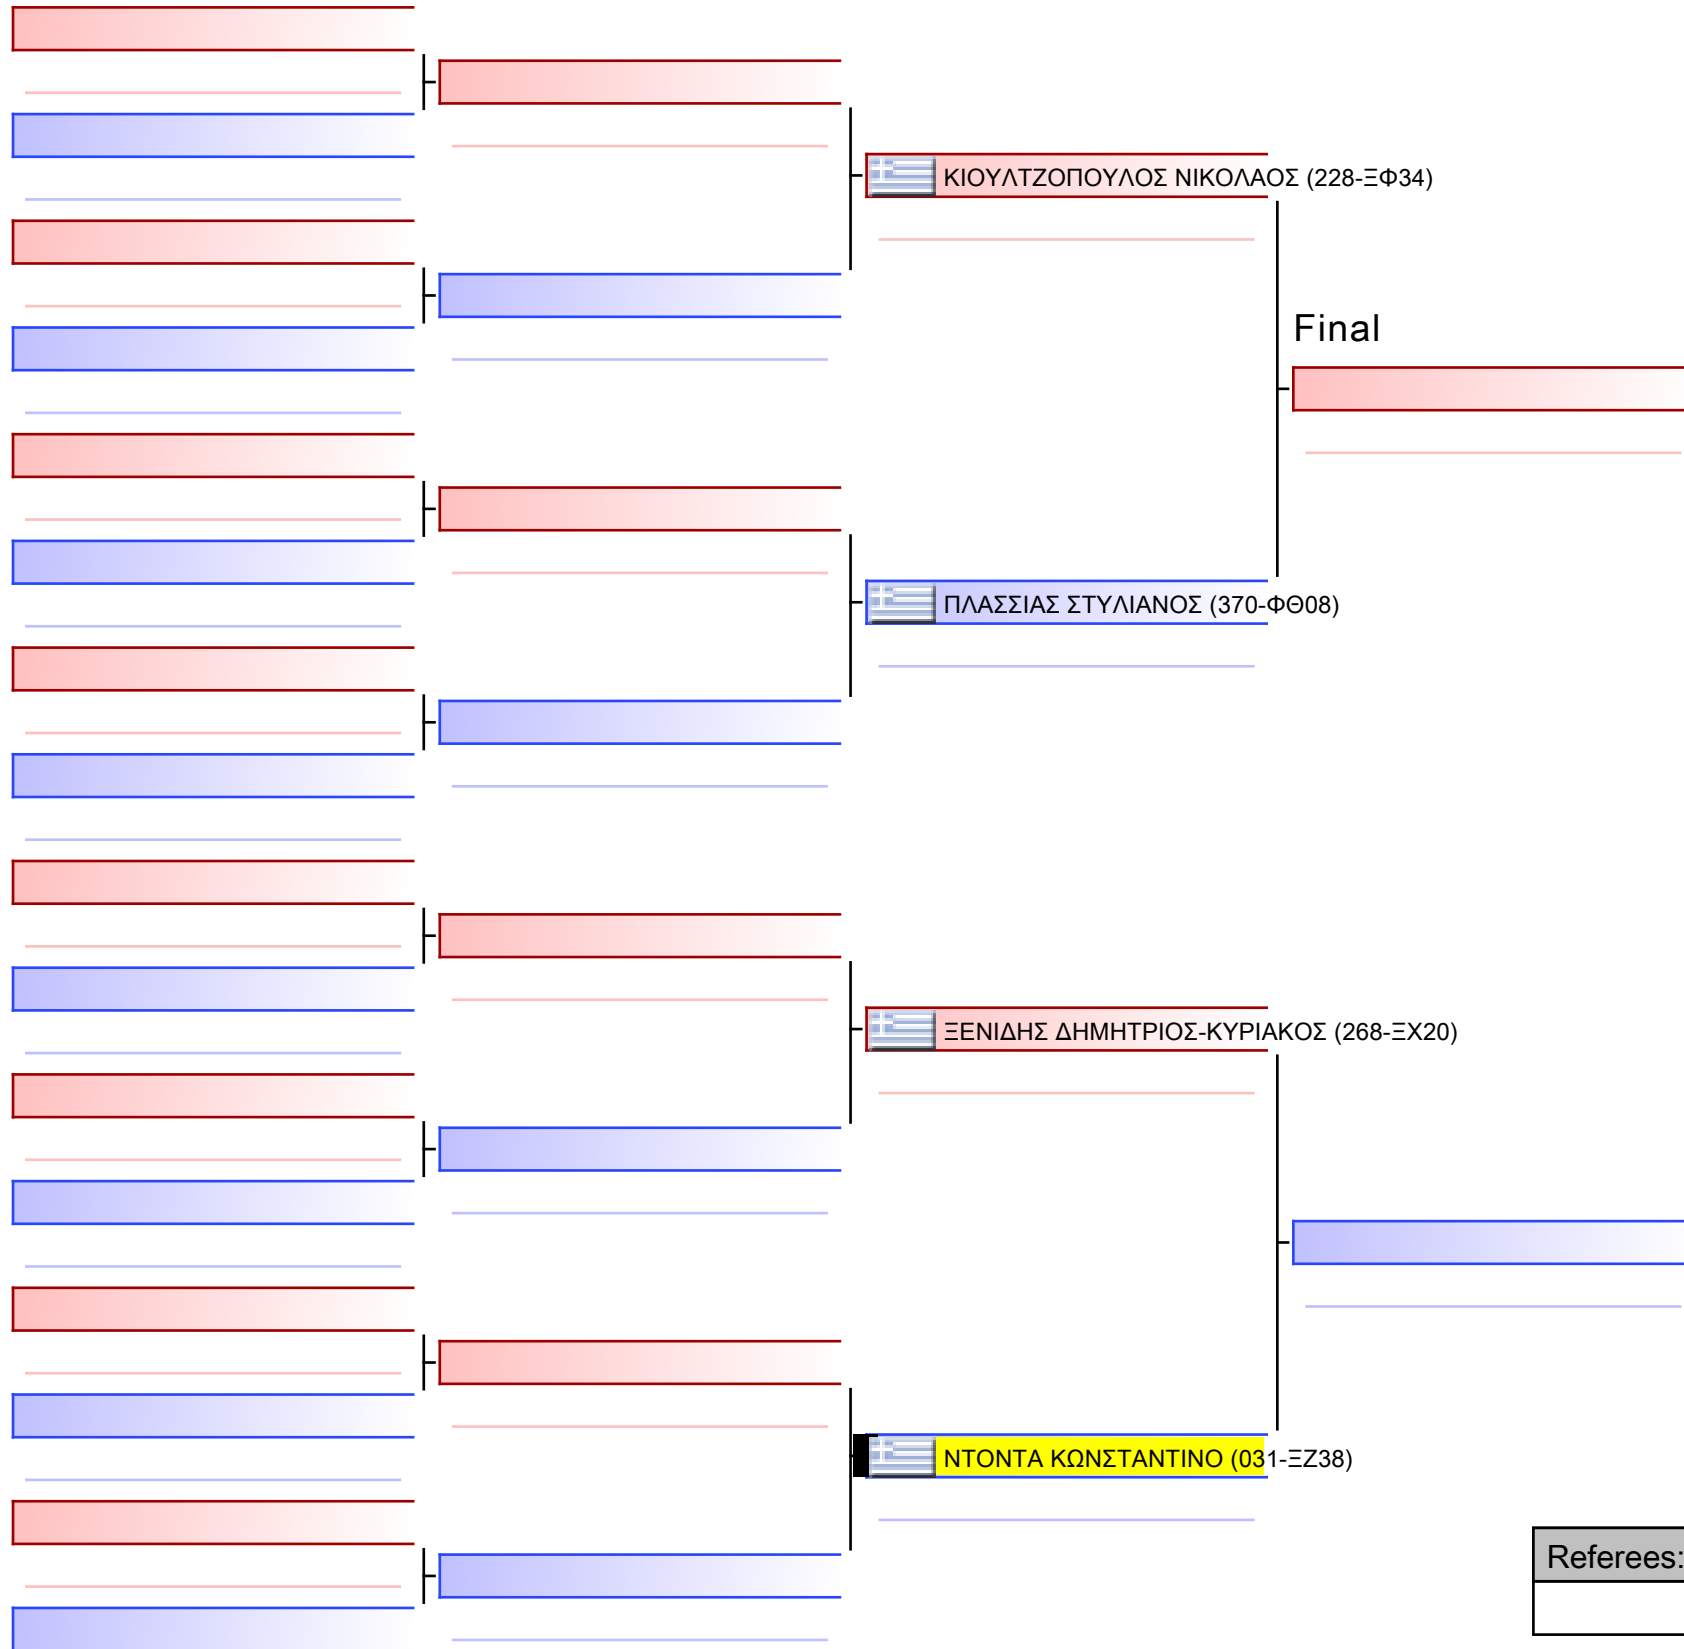 ΚΙΟΥΛΤΖΟΠΟΥΛΟΣ ΝΙΚΟΛΑΟΣ (228-ΞΦ34)
Final
ΠΛΑΣΣΙΑΣ ΣΤΥΛΙΑΝΟΣ (370-ΦΘ08)
ΞΕΝΙΔΗΣ ΔΗΜΗΤΡΙΟΣ-ΚΥΡΙΑΚΟΣ (268-ΞΧ20)
ΝΤΟΝΤΑ ΚΩΝΣΤΑΝΤΙΝΟ (031-ΞΖ38)
Referees: